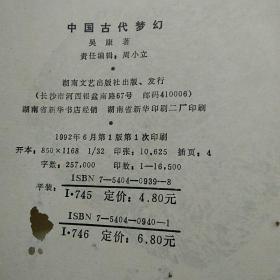 中国古代梦幻
吴康 著
责任编辑：周小立
湖南文艺出版社出版、发行
（长沙市河西银盆南路67号 邮码410006）
湖南省新华书店经销 湖南省新华印刷二厂印刷
1992年6月第1版第1次印刷
开本：850×1168 1/32 印张：10,625 插页：4
字数：257,000 印数：1—16,500
ISBN 7—5404—0939—8
平装：
I·745 定价：4.80元
ISBN 7—5404—0940—1
I·746 定价：6.80元